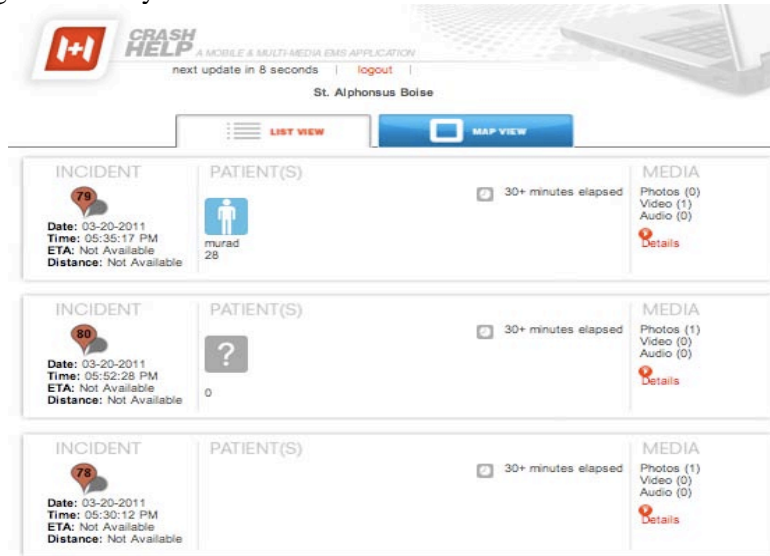 CRASH
HELP A MOBILE & MULTI-MEDIA EMS APPLICATION
next update in 8 seconds | logout |
St. Alphonsus Boise
LIST VIEW
MAP VIEW
INCIDENT
PATIENT(S)
MEDIA
79
Date: 03-20-2011
Time: 05:35:17 PM
ETA: Not Available
Distance: Not Available
murad
28
30+ minutes elapsed
Photos (0)
Video (1)
Audio (0)
Details
INCIDENT
PATIENT(S)
MEDIA
80
Date: 03-20-2011
Time: 05:52:28 PM
ETA: Not Available
Distance: Not Available
?
0
30+ minutes elapsed
Photos (1)
Video (0)
Audio (0)
Details
INCIDENT
PATIENT(S)
MEDIA
78
Date: 03-20-2011
Time: 05:30:12 PM
ETA: Not Available
Distance: Not Available
30+ minutes elapsed
Photos (1)
Video (0)
Audio (0)
Details